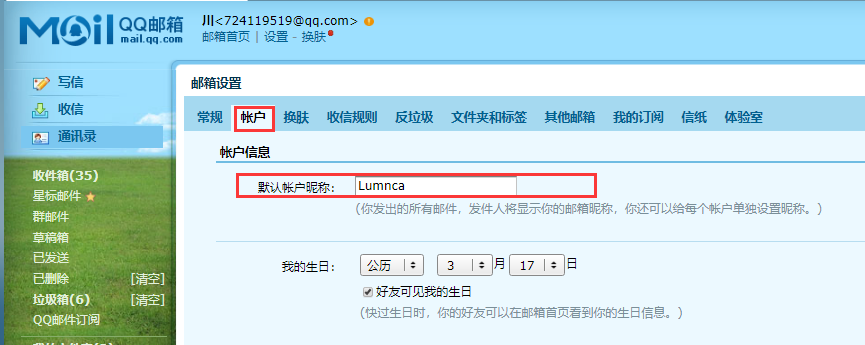 MOil QQ邮箱 mail.qq.com
川<724119519@qq.com>
邮箱首页 | 设置 - 换肤
写信
收信
通讯录
收件箱(35)
星标邮件
群邮件
草稿箱
已发送
已删除 [清空]
垃圾箱(6) [清空]
QQ邮件订阅
邮箱设置
常规 帐户 换肤 收信规则 反垃圾 文件夹和标签 其他邮箱 我的订阅 信纸 体验室
帐户信息
默认帐户昵称: Lumnca
(你发出的所有邮件，发件人将显示你的邮箱昵称，你还可以给每个帐户单独设置昵称。)
我的生日: 公历 3 月 17 日
好友可见我的生日
(快过生日时，你的好友可以在邮箱首页看到你的生日信息。)